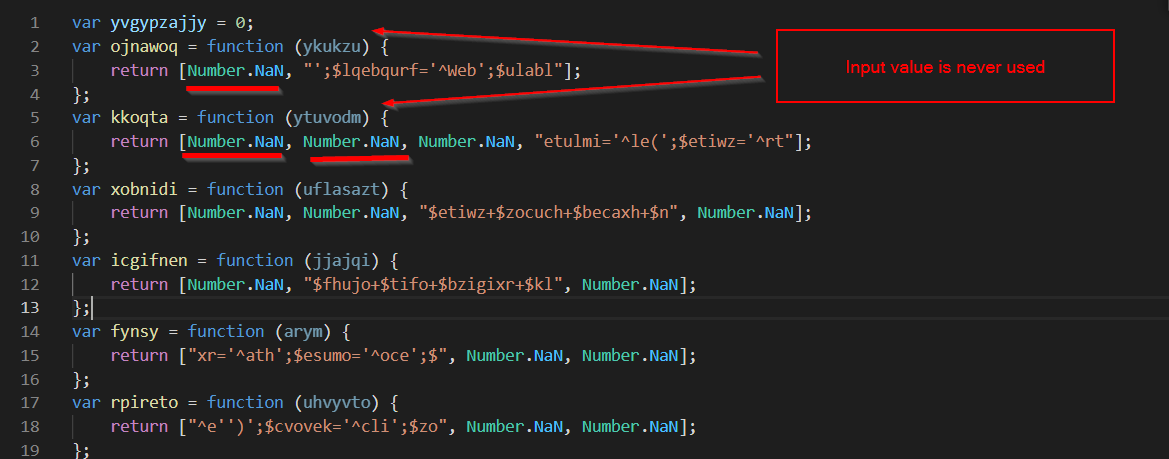 1 var yvgypzajjy = 0;
2 var ojnawoq = function (ykukzu) {
3 return [Number.NaN, "';$lqebqurf='^Web';$ulabl"];
4 };
5 var kkoqta = function (ytuvodm) {
6 return [Number.NaN, Number.NaN, Number.NaN, "etulmi='^le(';$etiwz='^rt"];
7 };
8 var xobnidi = function (uflasazt) {
9 return [Number.NaN, Number.NaN, "$etiwz+$zocuch+$becaxh+$n", Number.NaN];
10 };
11 var icgifnen = function (jjajqi) {
12 return [Number.NaN, "$fhujo+$tifo+$bzigixr+$kl", Number.NaN];
13 };
14 var fynsy = function (arym) {
15 return ["xr='^ath';$esumo='^oce';$", Number.NaN, Number.NaN];
16 };
17 var rpireto = function (uhvyvto) {
18 return ["^e'')';$cvovek='^cli';$zo", Number.NaN, Number.NaN];
19 };
Input value is never used